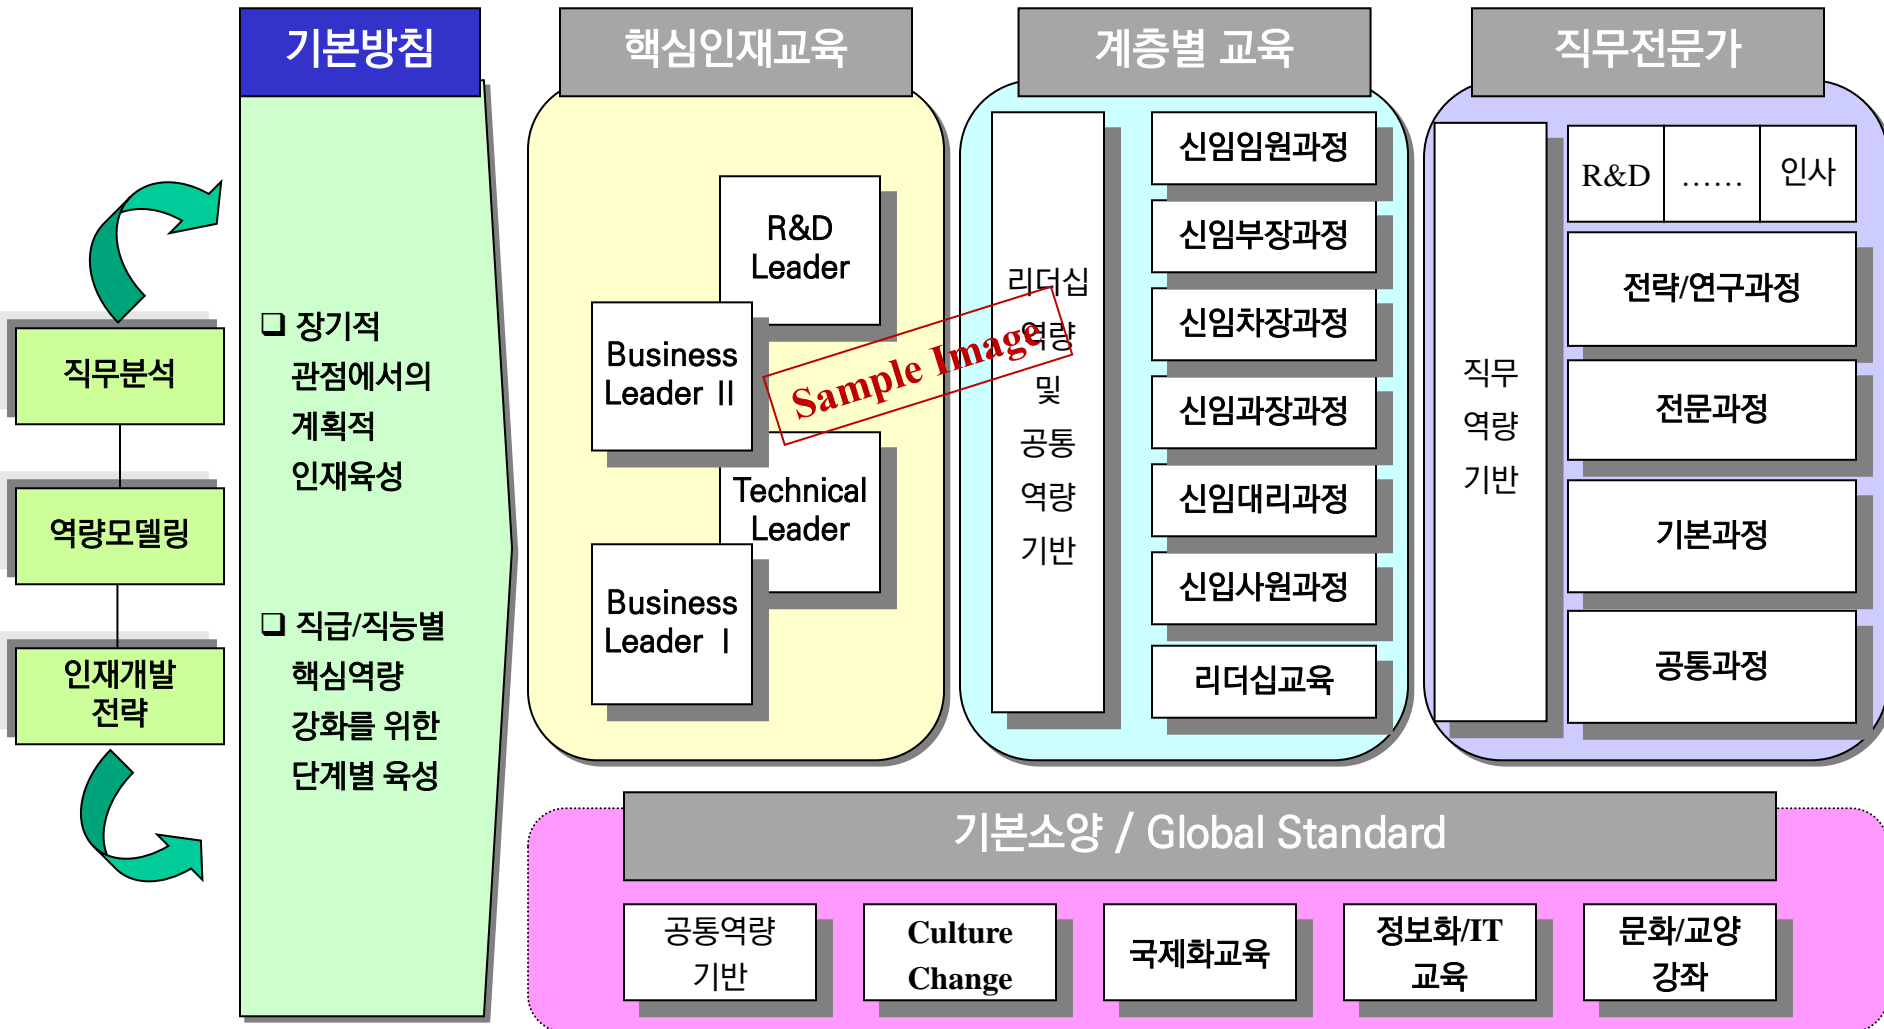 기본방침
핵심인재교육
계층별 교육
직무전문가
직무분석
역량모델링
인재개발
전략
❑ 장기적
관점에서의
계획적
인재육성
❑ 직급/직능별
핵심역량
강화를 위한
단계별 육성
R&D
Leader
Business
Leader Ⅱ
Technical
Leader
Business
Leader Ⅰ
Sample Image
리더십
역량
및
공통
역량
기반
신임임원과정
신임부장과정
신임차장과정
신임과장과정
신임대리과정
신입사원과정
리더십교육
직무
역량
기반
R&D
……
인사
전략/연구과정
전문과정
기본과정
공통과정
기본소양 / Global Standard
공통역량
기반
Culture
Change
국제화교육
정보화/IT
교육
문화/교양
강좌